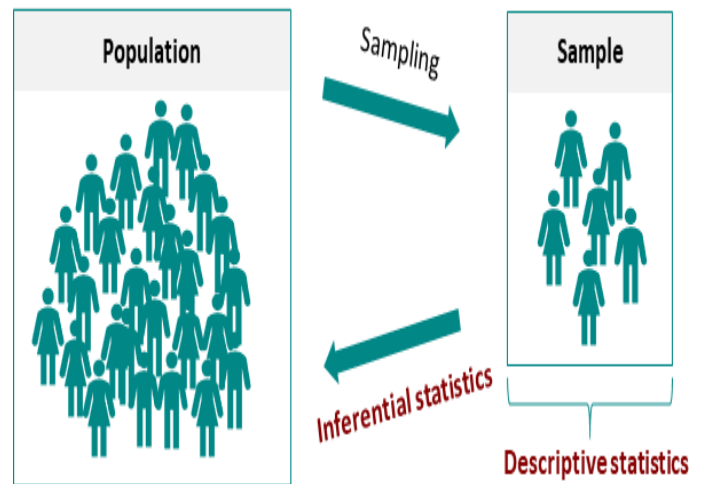 Population
Sampling
Sample
Inferential statistics
Descriptive statistics